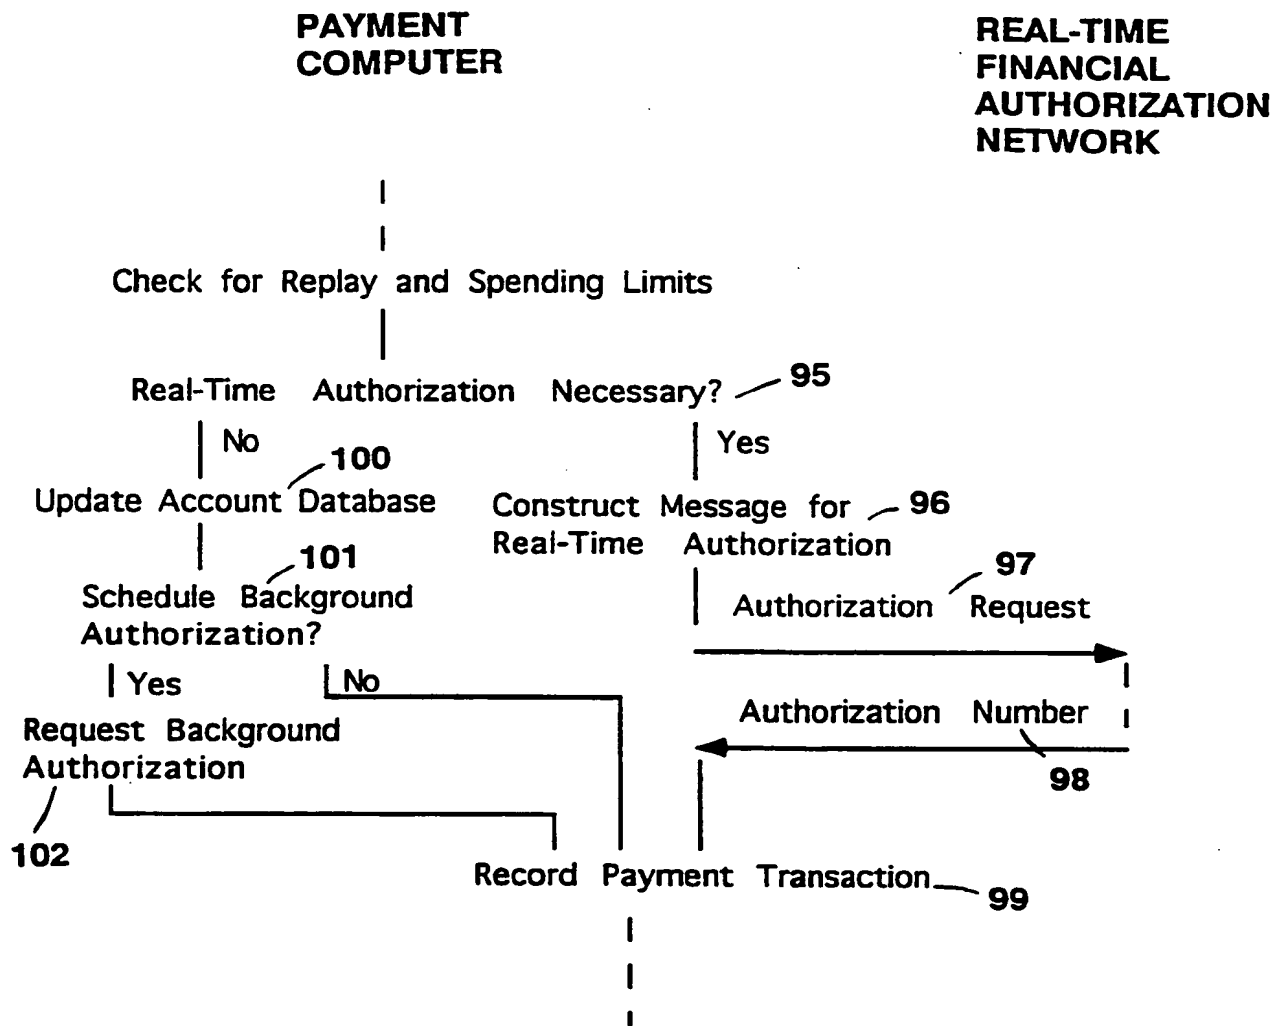 PAYMENT
COMPUTER
REAL-TIME
FINANCIAL
AUTHORIZATION
NETWORK
Check for Replay and Spending Limits
Real-Time Authorization Necessary?
95
No
Yes
100
Update Account Database
Construct Message for
Real-Time Authorization
96
101
Schedule Background
Authorization?
97
Authorization Request
Yes
No
Authorization Number
98
Request Background
Authorization
102
Record Payment Transaction
99